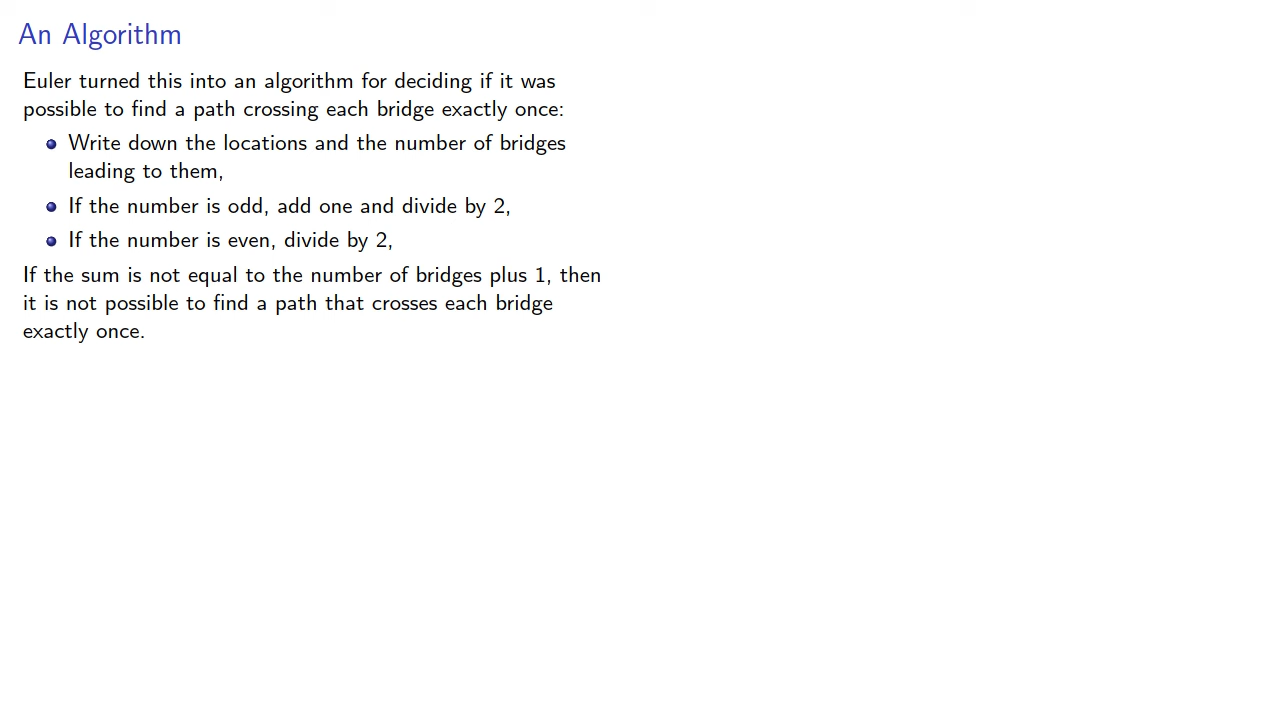 An Algorithm
Euler turned this into an algorithm for deciding if it was
possible to find a path crossing each bridge exactly once:
Write down the locations and the number of bridges
leading to them,
If the number is odd, add one and divide by 2,
If the number is even, divide by 2,
If the sum is not equal to the number of bridges plus 1, then
it is not possible to find a path that crosses each bridge
exactly once.